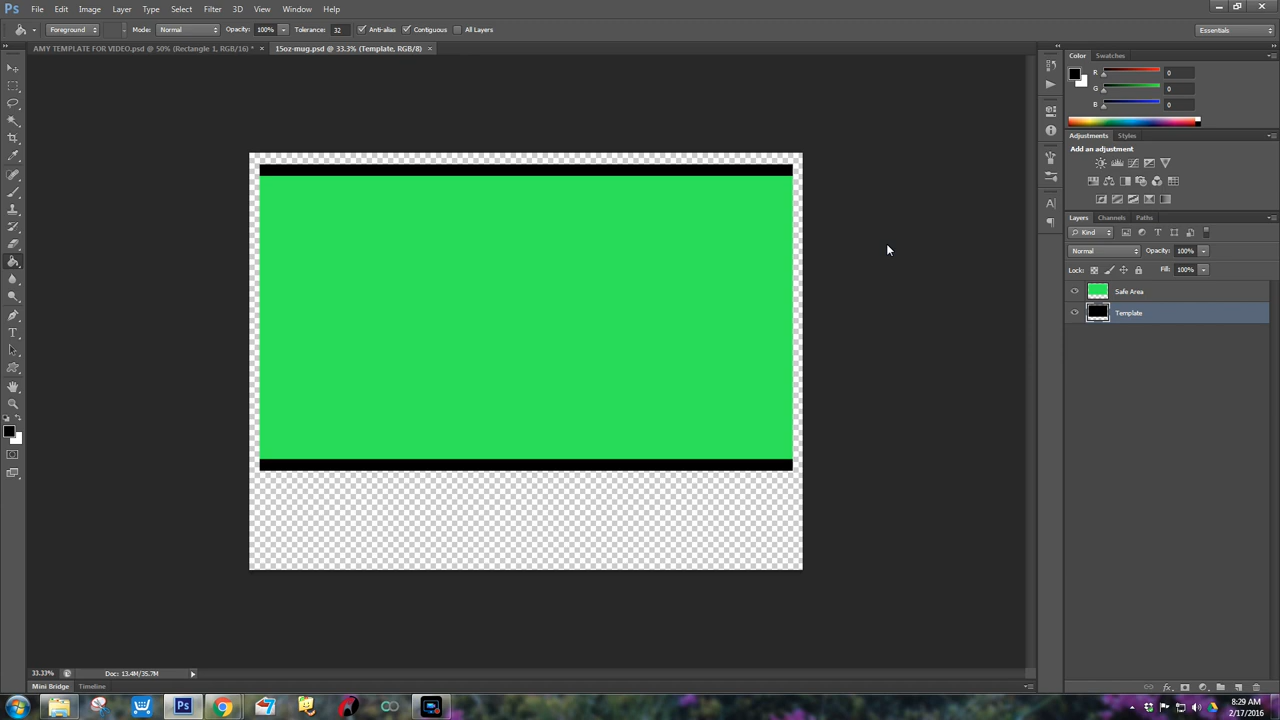 Ps File Edit Image Layer Type Select Filter 3D View Window Help
Foreground Mode: Normal Opacity: 100% Tolerance: 32 Anti-alias Contiguous All Layers Essentials
AMY TEMPLATE FOR VIDEO.psd @ 50% (Rectangle 1, RGB/16) * × 15oz-mug.psd @ 33.3% (Template, RGB/8) ×
Color Swatches
R 0
G 0
B 0
Adjustments Styles
Add an adjustment
Layers Channels Paths
Kind
Normal Opacity: 100%
Lock: Fill: 100%
Safe Area
Template
33.33% Doc: 13.4M/35.7M
Mini Bridge Timeline
8:29 AM
2/17/2016